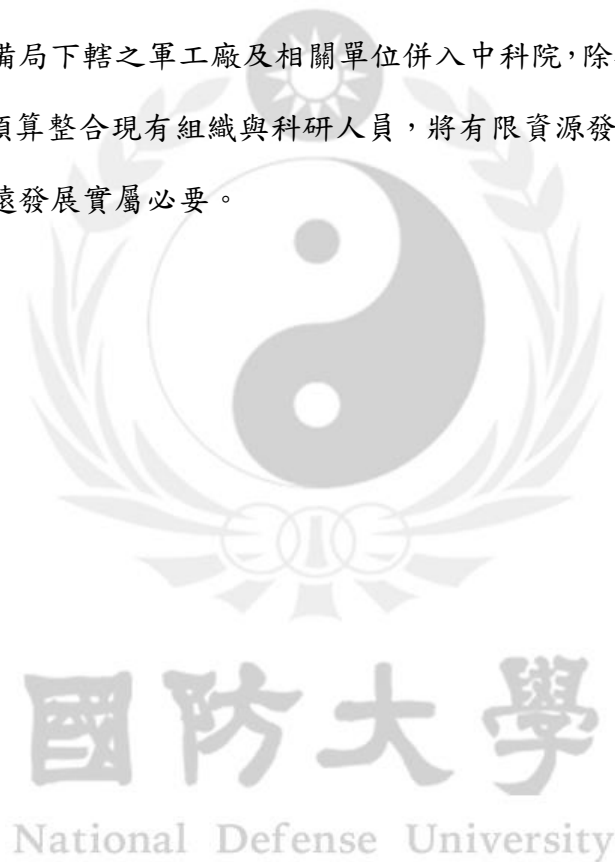 備局下轄之軍工廠及相關單位併入中科院，除
預算整合現有組織與科研人員，將有限資源發
遠發展實屬必要。
國防大學
National Defense University